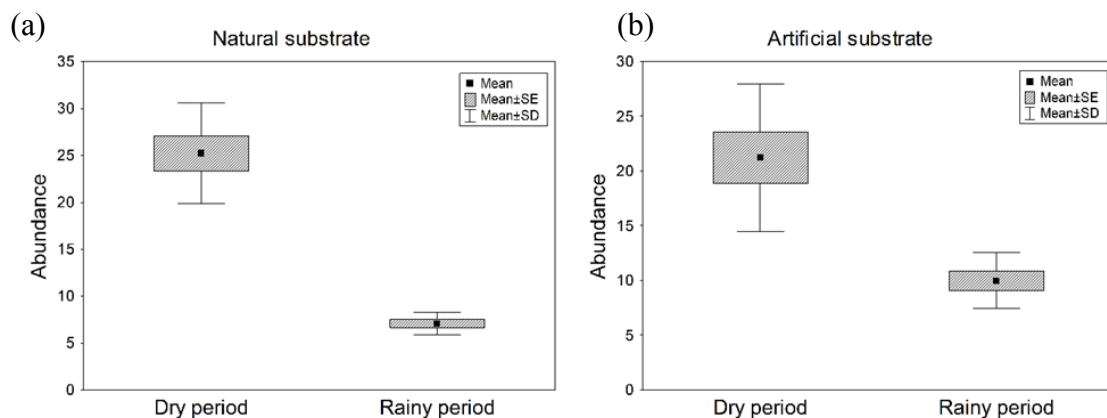 (a)
Natural substrate
35
30
25
20
15
10
5
0
Abundance
Mean
Mean±SE
Mean±SD
Dry period Rainy period
(b)
Artificial substrate
30
25
20
15
10
5
0
Abundance
Mean
Mean±SE
Mean±SD
Dry period Rainy period